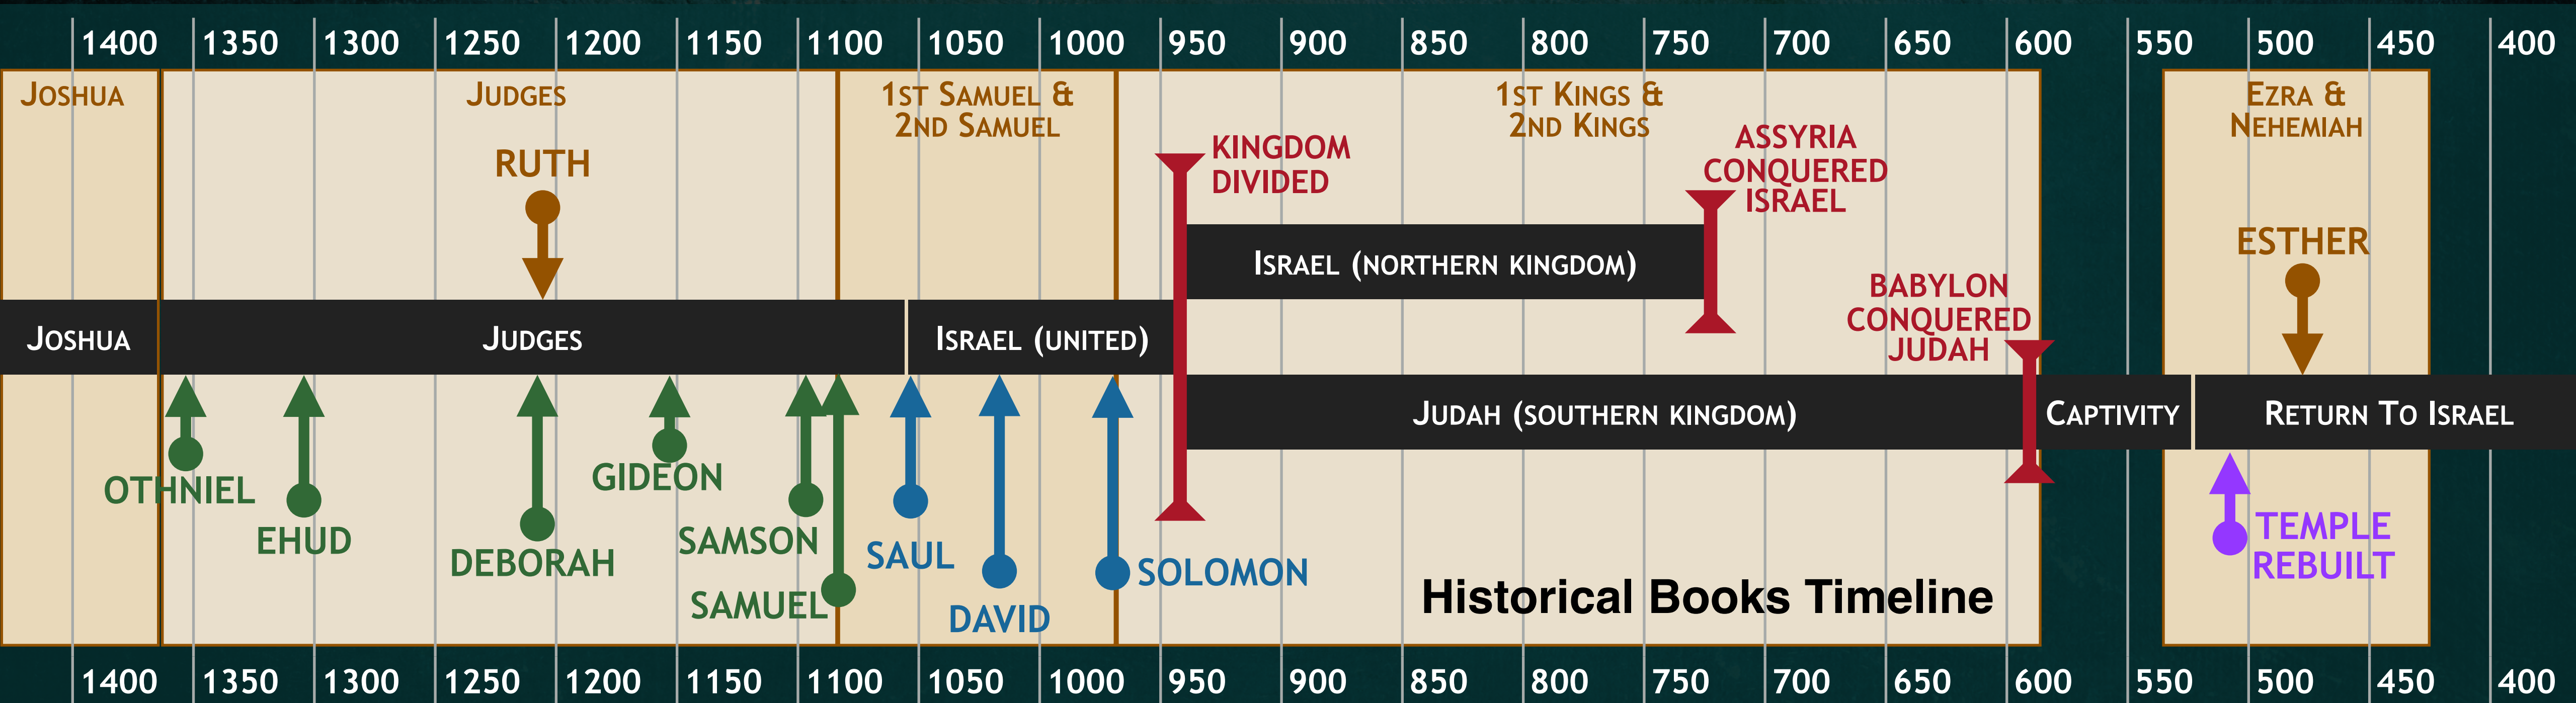 1400 1350 1300 1250 1200 1150 1100 1050 1000 950 900 850 800 750 700 650 600 550 500 450 400
Joshua
Judges
1st Samuel &
2nd Samuel
1st Kings &
2nd Kings
Ezra &
Nehemiah
RUTH
KINGDOM
DIVIDED
ASSYRIA
CONQUERED
ISRAEL
ESTHER
Israel (northern kingdom)
BABYLON
CONQUERED
JUDAH
Joshua
Judges
Israel (united)
Judah (southern kingdom)
Captivity
Return To Israel
OTHNIEL
EHUD
DEBORAH
GIDEON
SAMSON
SAMUEL
SAUL
DAVID
SOLOMON
TEMPLE
REBUILT
Historical Books Timeline
1400 1350 1300 1250 1200 1150 1100 1050 1000 950 900 850 800 750 700 650 600 550 500 450 400